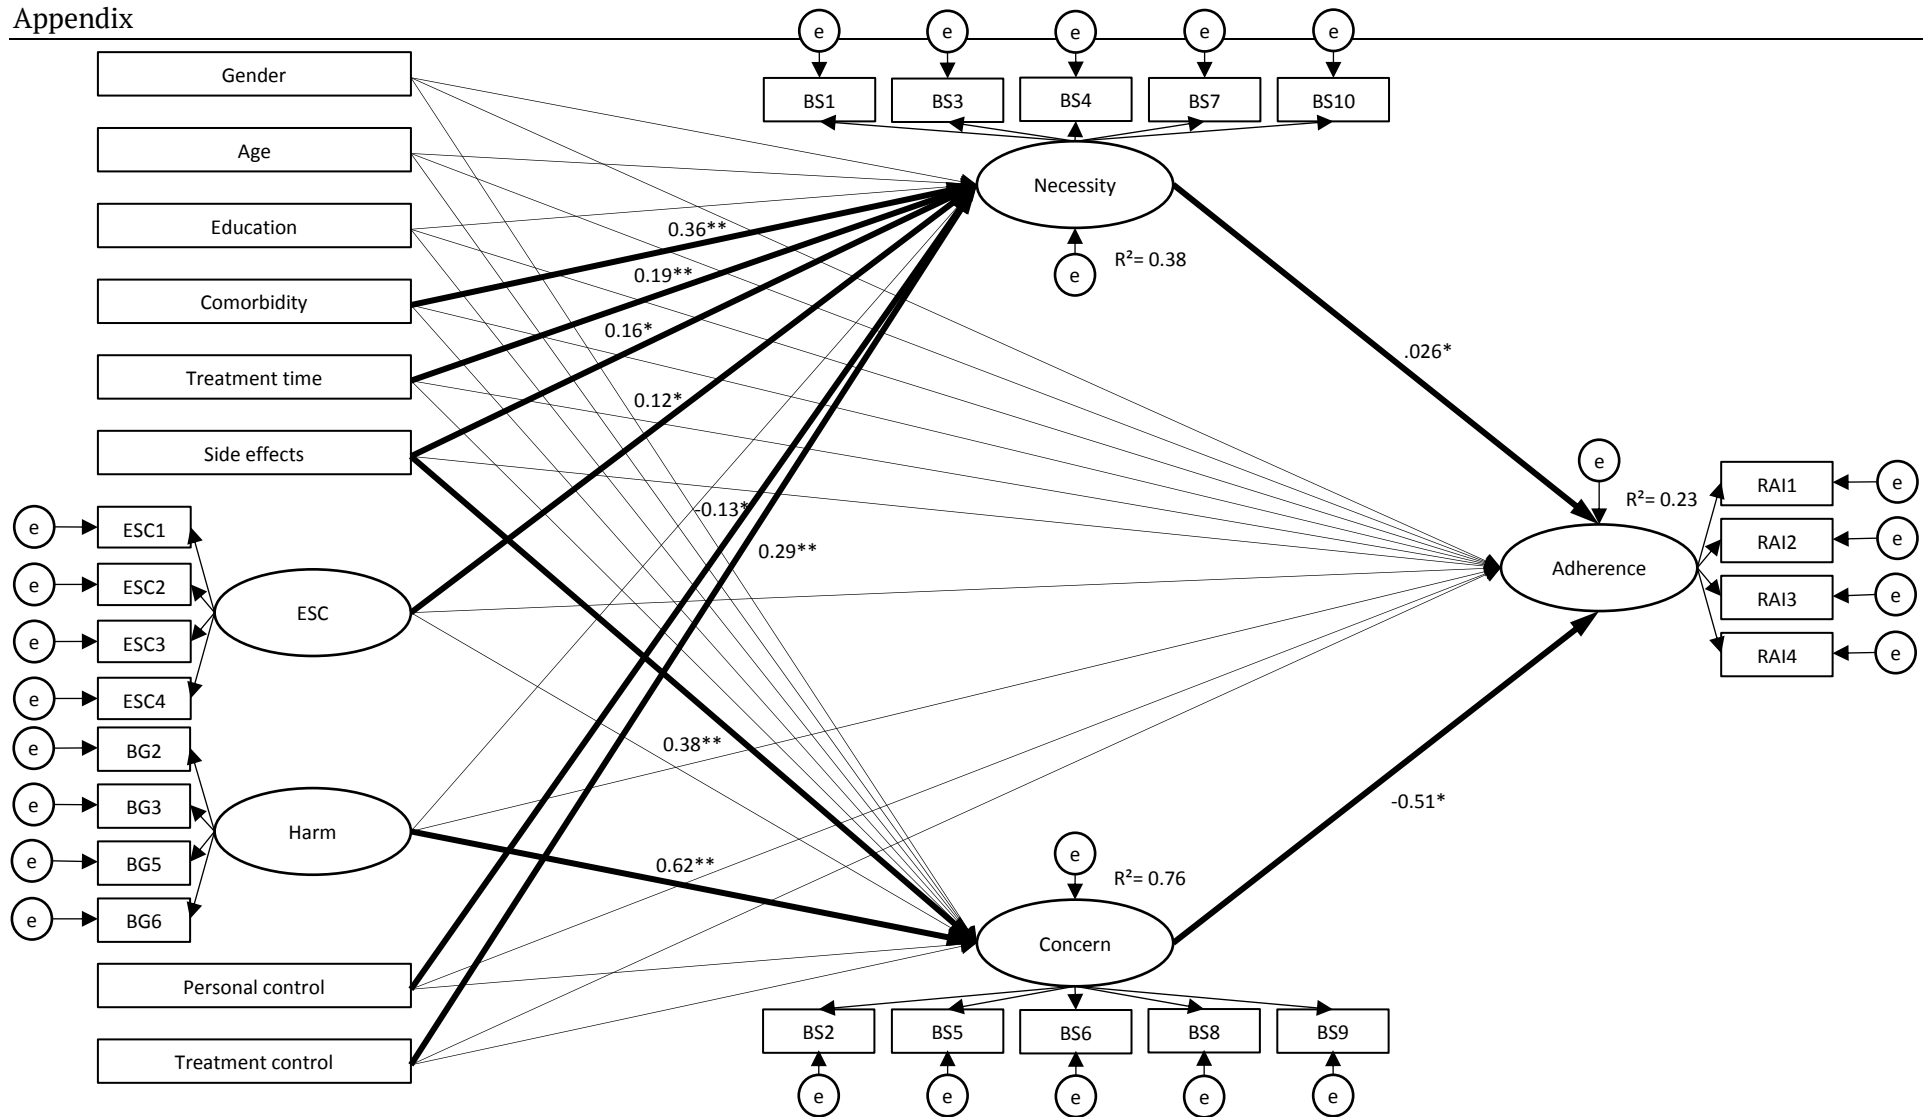 Appendix
e e e e e
Gender
BS1 BS3 BS4 BS7 BS10
Age
Necessity
Education
0.36**
R²= 0.38
e
0.19**
Comorbidity
0.16*
.026*
Treatment time
0.12*
Side effects
e
R²= 0.23
RAI1 e
-0.13*
e ESC1
0.29**
RAI2 e
Adherence
e ESC2
RAI3 e
ESC
e ESC3
RAI4 e
e ESC4
0.38**
e BG2
e BG3
-0.51*
Harm
e BG5
e
0.62**
R²= 0.76
e BG6
Concern
Personal control
BS2 BS5 BS6 BS8 BS9
Treatment control
e e e e e